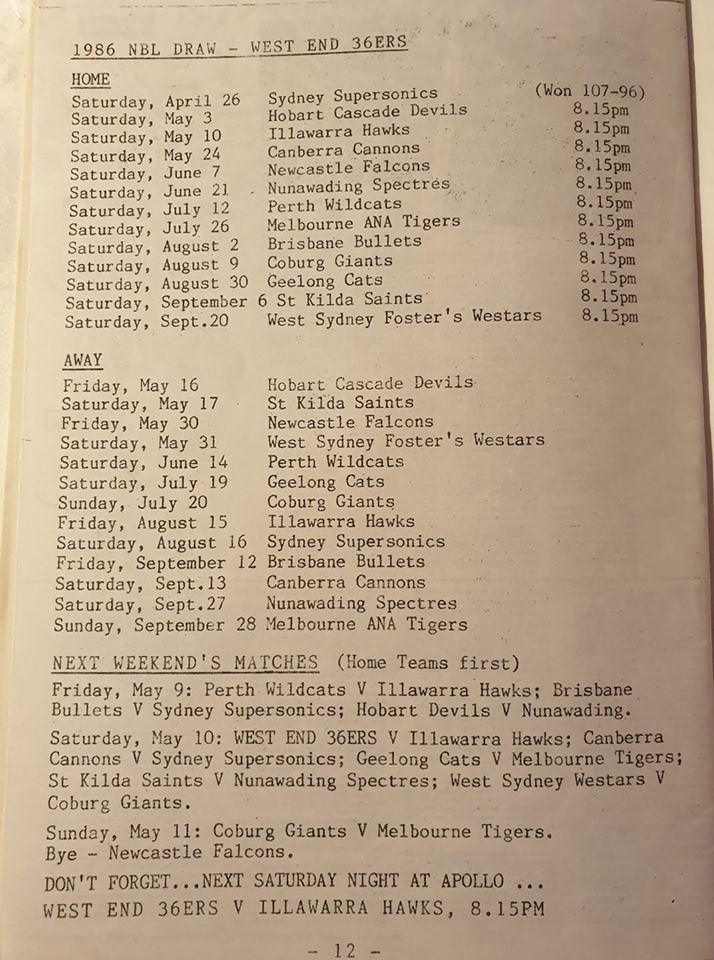 1986 NBL DRAW - WEST END 36ERS
HOME
Saturday, April 26 Sydney Supersonics (Won 107-96)
Saturday, May 3 Hobart Cascade Devils 8.15pm
Saturday, May 10 Illawarra Hawks 8.15pm
Saturday, May 24 Canberra Cannons 8.15pm
Saturday, June 7 Newcastle Falcons 8.15pm
Saturday, June 21 Nunawading Spectres 8.15pm
Saturday, July 12 Perth Wildcats 8.15pm
Saturday, July 26 Melbourne ANA Tigers 8.15pm
Saturday, August 2 Brisbane Bullets 8.15pm
Saturday, August 9 Coburg Giants 8.15pm
Saturday, August 30 Geelong Cats 8.15pm
Saturday, September 6 St Kilda Saints 8.15pm
Saturday, Sept.20 West Sydney Foster's Westars 8.15pm
AWAY
Friday, May 16 Hobart Cascade Devils
Saturday, May 17 St Kilda Saints
Friday, May 30 Newcastle Falcons
Saturday, May 31 West Sydney Foster's Westars
Saturday, June 14 Perth Wildcats
Saturday, July 19 Geelong Cats
Sunday, July 20 Coburg Giants
Friday, August 15 Illawarra Hawks
Saturday, August 16 Sydney Supersonics
Friday, September 12 Brisbane Bullets
Saturday, Sept.13 Canberra Cannons
Saturday, Sept.27 Nunawading Spectres
Sunday, September 28 Melbourne ANA Tigers
NEXT WEEKEND'S MATCHES (Home Teams first)
Friday, May 9: Perth Wildcats V Illawarra Hawks; Brisbane
Bullets V Sydney Supersonics; Hobart Devils V Nunawading.
Saturday, May 10: WEST END 36ERS V Illawarra Hawks; Canberra
Cannons V Sydney Supersonics; Geelong Cats V Melbourne Tigers;
St Kilda Saints V Nunawading Spectres; West Sydney Westars V
Coburg Giants.
Sunday, May 11: Coburg Giants V Melbourne Tigers.
Bye - Newcastle Falcons.
DON'T FORGET...NEXT SATURDAY NIGHT AT APOLLO ...
WEST END 36ERS V ILLAWARRA HAWKS, 8.15PM
- 12 -